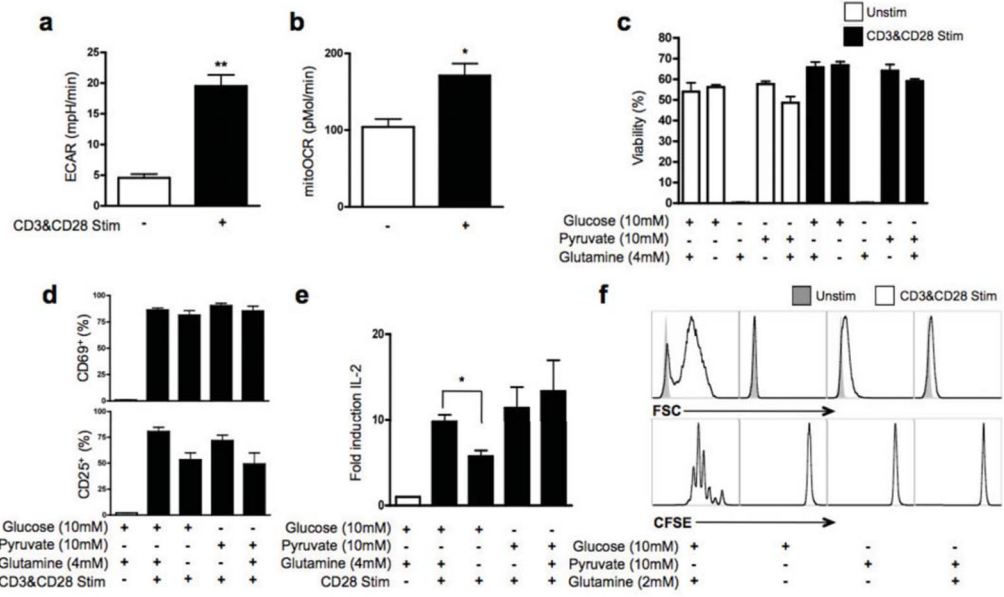 a
ECAR (mpH/min)
25
20
15
10
5
0
**
CD3&CD28 Stim - +
b
mitoOCR (pMol/min)
200
100
0
*
- +
c
Unstim
CD3&CD28 Stim
Viability (%)
80
70
60
50
40
30
20
10
0
Glucose (10mM) + + - - - + + - - -
Pyruvate (10mM) - - - + + - - - + +
Glutamine (4mM) + - + - + + - + - +
d
CD69+ (%)
100
75
50
25
0
CD25+ (%)
100
75
50
25
0
Glucose (10mM) + + + - -
Pyruvate (10mM) - - - + +
Glutamine (4mM) + + - - +
CD3&CD28 Stim - + + + +
e
Fold induction IL-2
20
10
0
*
Glucose (10mM) + + + - -
Pyruvate (10mM) - - - + +
Glutamine (4mM) + + - - +
CD28 Stim - + + + +
f
Unstim
CD3&CD28 Stim
FSC
CFSE
Glucose (10mM) + + - -
Pyruvate (10mM) - - + +
Glutamine (2mM) + - - +